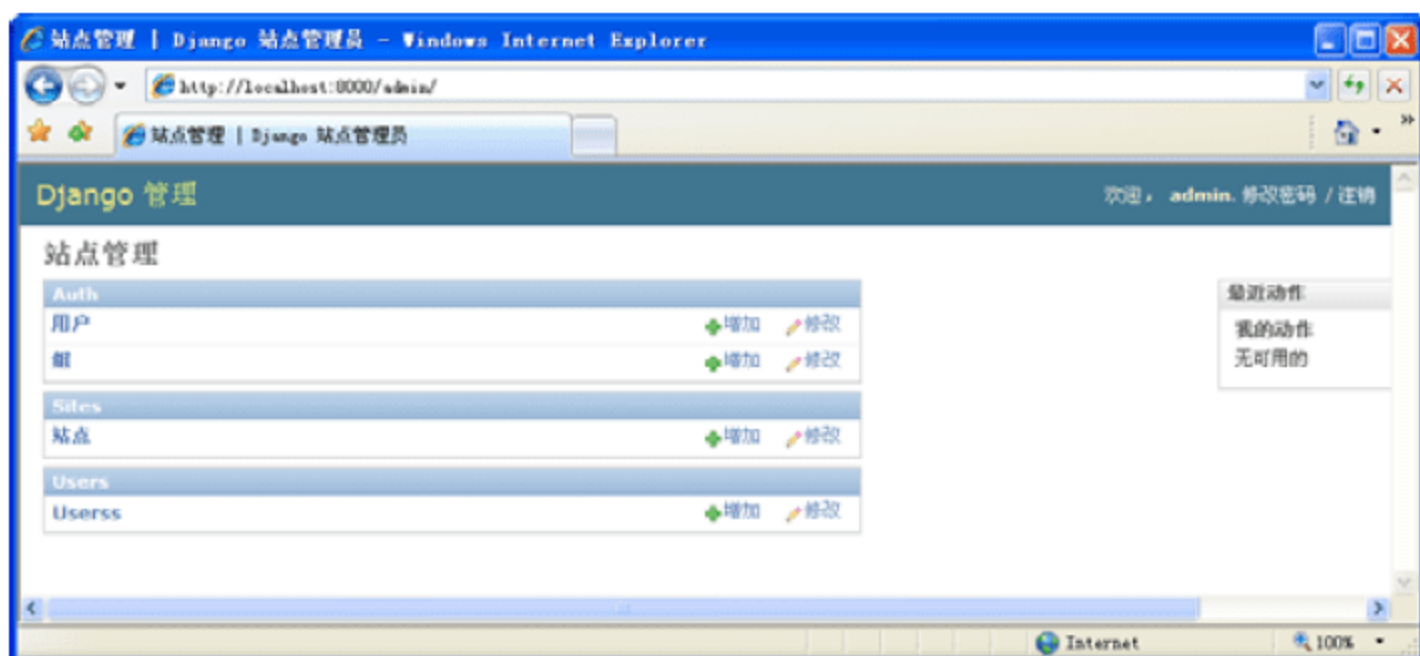 站点管理 | Django 站点管理员 - Windows Internet Explorer
http://localhost:8000/admin/
站点管理 | Django 站点管理员
Django 管理
欢迎， admin. 修改密码 / 注销
站点管理
Auth
用户 增加 修改
组 增加 修改
Sites
站点 增加 修改
Users
Userss 增加 修改
最近动作
我的动作
无可用的
Internet 100%